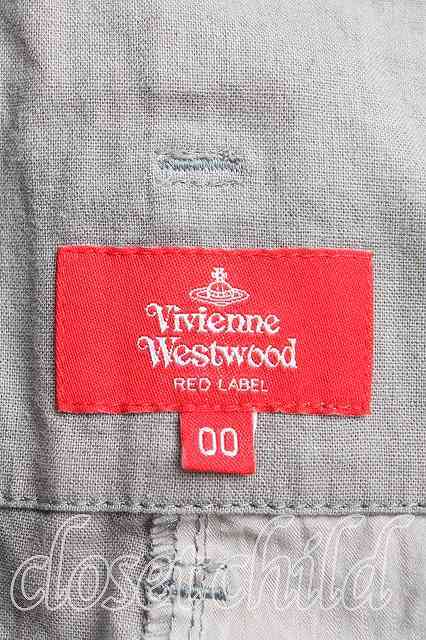 Vivienne
Westwood
RED LABEL
00
closet child